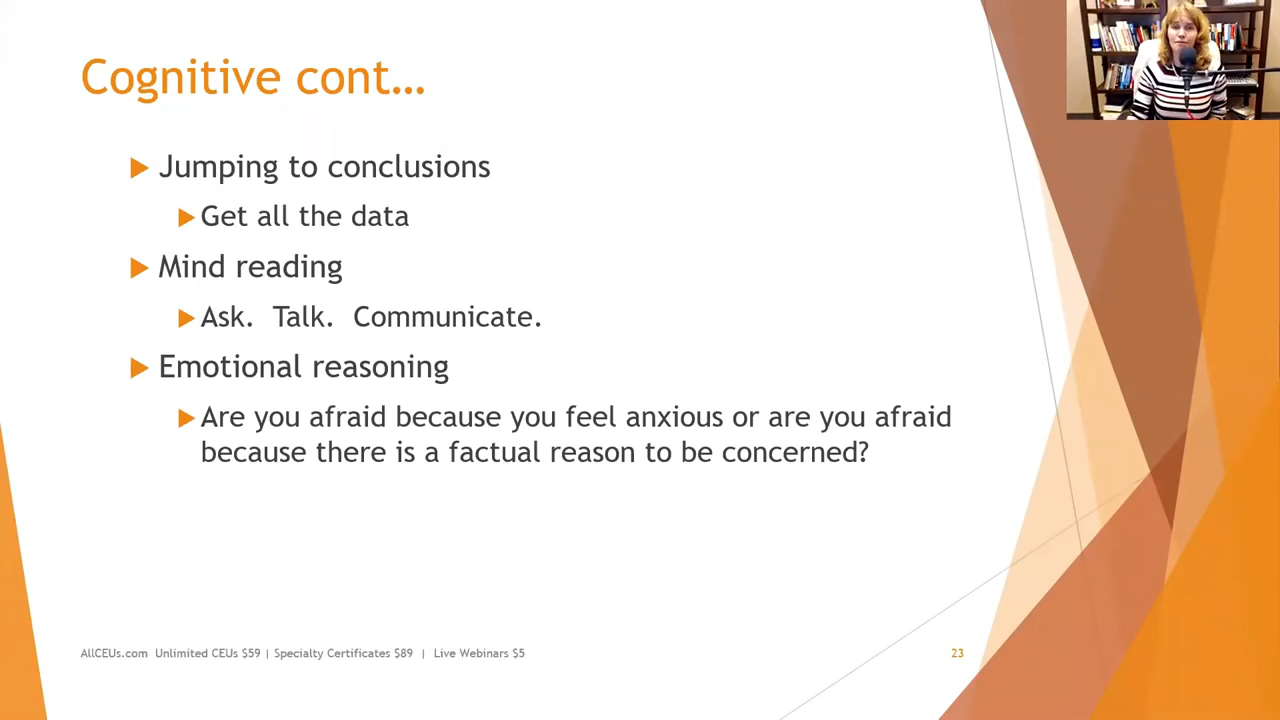 Cognitive cont…
Jumping to conclusions
Get all the data
Mind reading
Ask.  Talk.  Communicate.
Emotional reasoning
Are you afraid because you feel anxious or are you afraid
because there is a factual reason to be concerned?
AllCEUs.com  Unlimited CEUs $59 | Specialty Certificates $89  |  Live Webinars $5
23